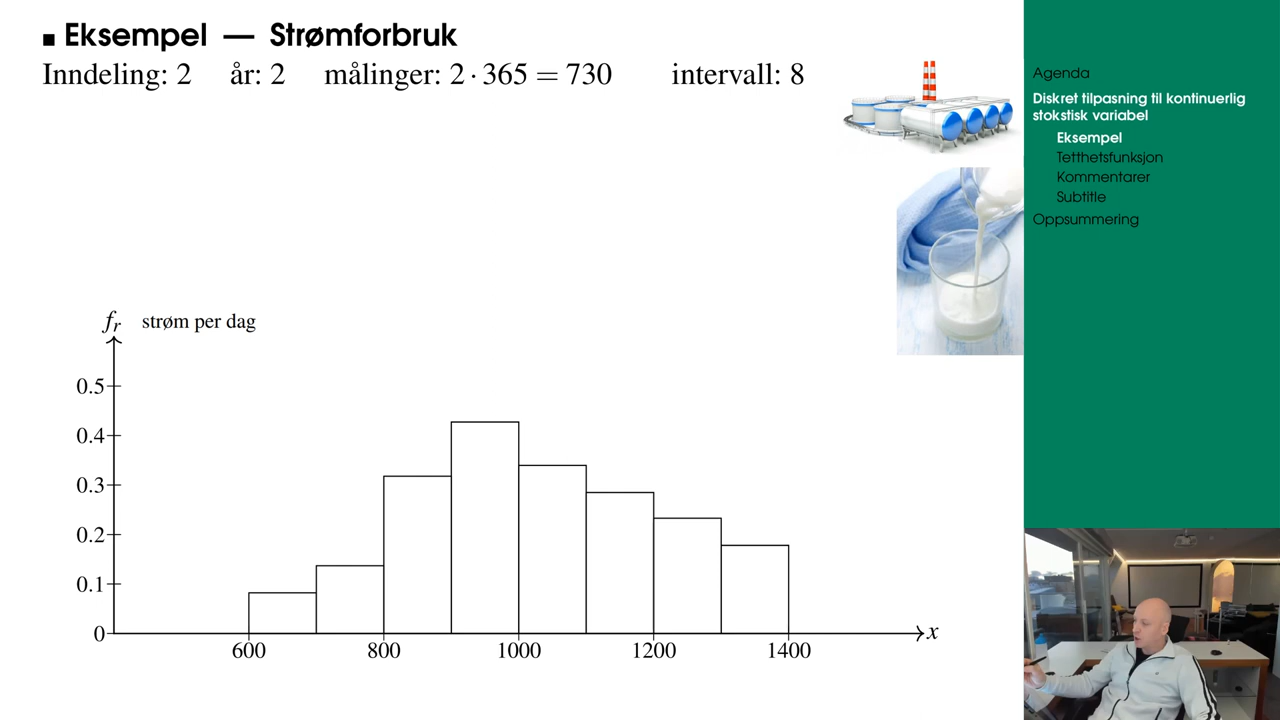 Eksempel — Strømforbruk
Inndeling: 2 år: 2 målinger: 2 · 365 = 730 intervall: 8
f_r strøm per dag
0.5
0.4
0.3
0.2
0.1
0
600 800 1000 1200 1400
x
Agenda
Diskret tilpasning til kontinuerlig
stokstisk variabel
Eksempel
Tetthetsfunksjon
Kommentarer
Subtitle
Oppsummering